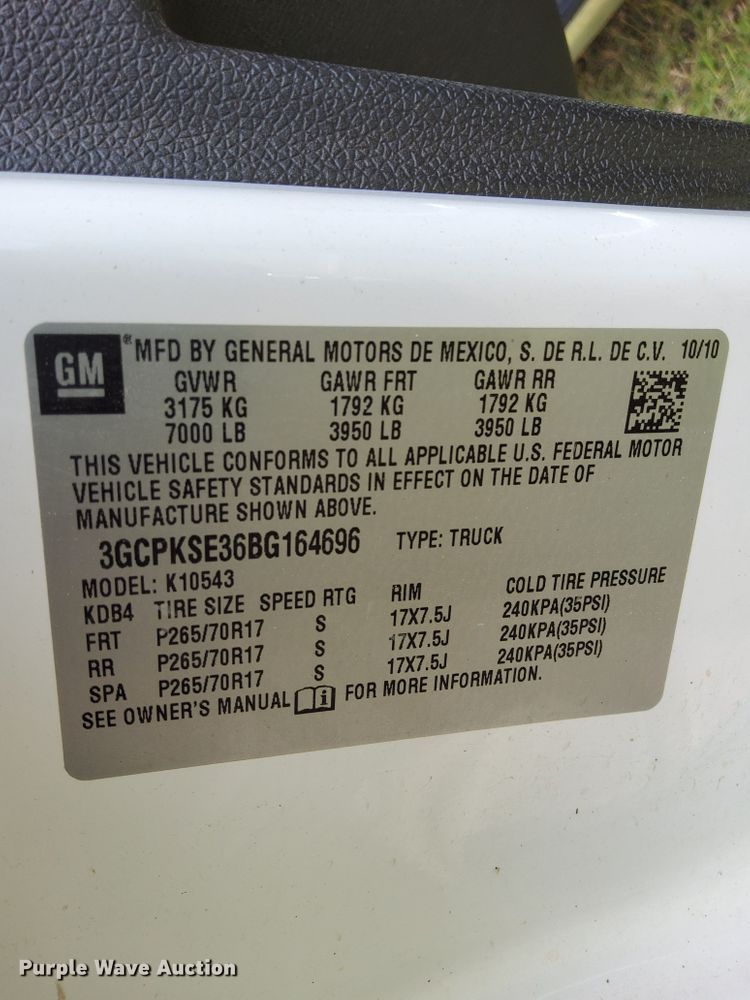 GM ® MFD BY GENERAL MOTORS DE MEXICO, S. DE R.L. DE C.V. 10/10
GVWR GAWR FRT GAWR RR
3175 KG 1792 KG 1792 KG
7000 LB 3950 LB 3950 LB
THIS VEHICLE CONFORMS TO ALL APPLICABLE U.S. FEDERAL MOTOR
VEHICLE SAFETY STANDARDS IN EFFECT ON THE DATE OF
MANUFACTURE SHOWN ABOVE.
3GCPKSE36BG164696 TYPE: TRUCK
MODEL: K10543
KDB4 TIRE SIZE SPEED RTG RIM COLD TIRE PRESSURE
FRT P265/70R17 S 17X7.5J 240KPA(35PSI)
RR P265/70R17 S 17X7.5J 240KPA(35PSI)
SPA P265/70R17 S 17X7.5J 240KPA(35PSI)
SEE OWNER'S MANUAL i FOR MORE INFORMATION.
Purple Wave Auction